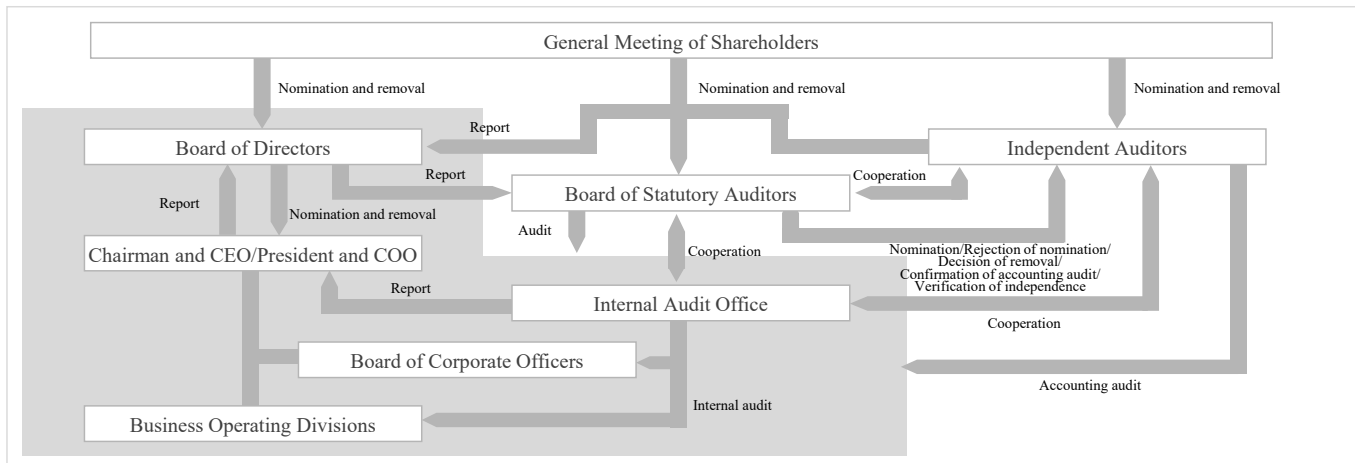 General Meeting of Shareholders
Nomination and removal
Nomination and removal
Nomination and removal
Report
Board of Directors
Independent Auditors
Report
Cooperation
Board of Statutory Auditors
Report
Nomination and removal
Audit
Chairman and CEO/President and COO
Cooperation
Nomination/Rejection of nomination/
Decision of removal/
Confirmation of accounting audit/
Verification of independence
Report
Internal Audit Office
Cooperation
Board of Corporate Officers
Accounting audit
Internal audit
Business Operating Divisions